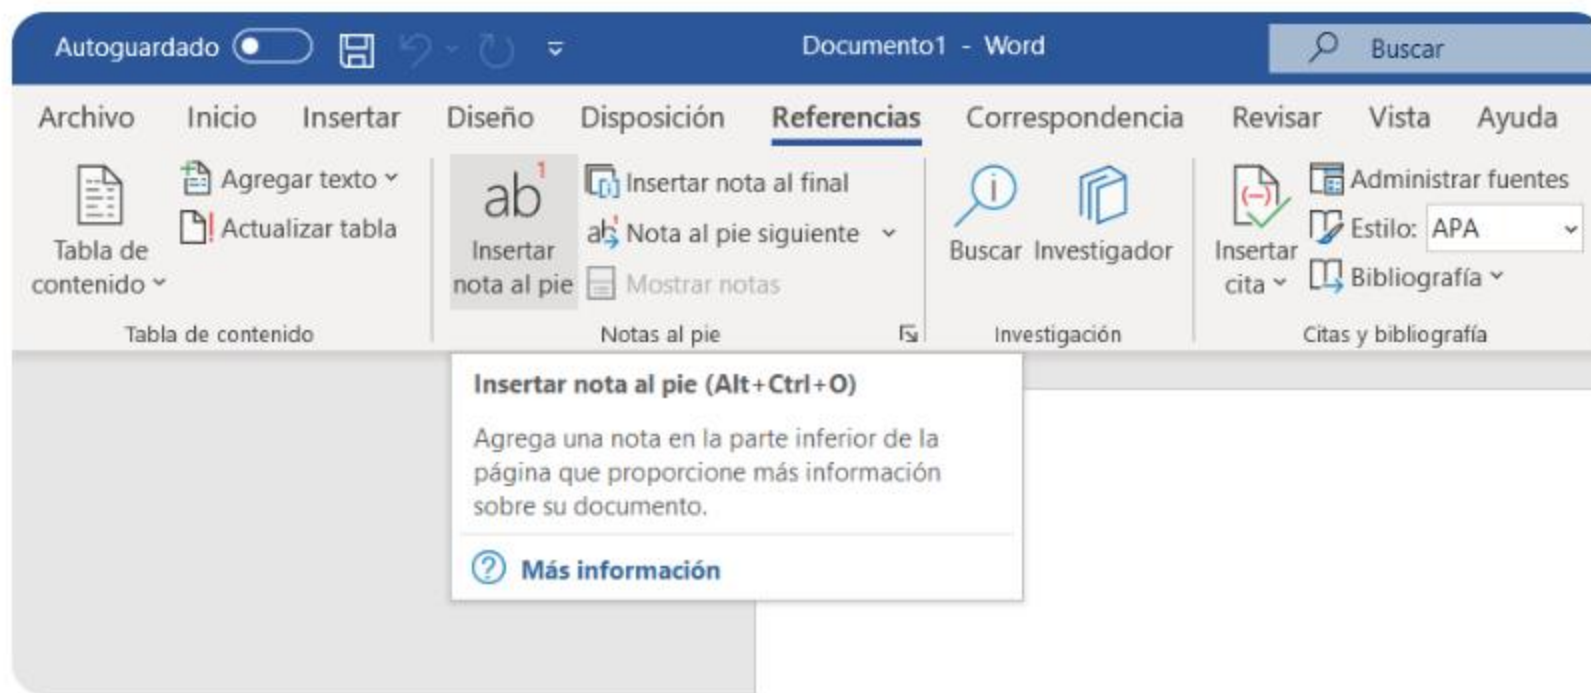 Autoguardado
Documento1 - Word
Buscar
Archivo Inicio Insertar Diseño Disposición Referencias Correspondencia Revisar Vista Ayuda
Tabla de
contenido
Agregar texto
Actualizar tabla
Tabla de contenido
ab1
Insertar
nota al pie
Insertar nota al final
Nota al pie siguiente
Mostrar notas
Notas al pie
Buscar
Investigador
Investigación
Insertar
cita
Administrar fuentes
Estilo: APA
Bibliografía
Citas y bibliografía
Insertar nota al pie (Alt+Ctrl+O)
Agrega una nota en la parte inferior de la
página que proporcione más información
sobre su documento.
Más información